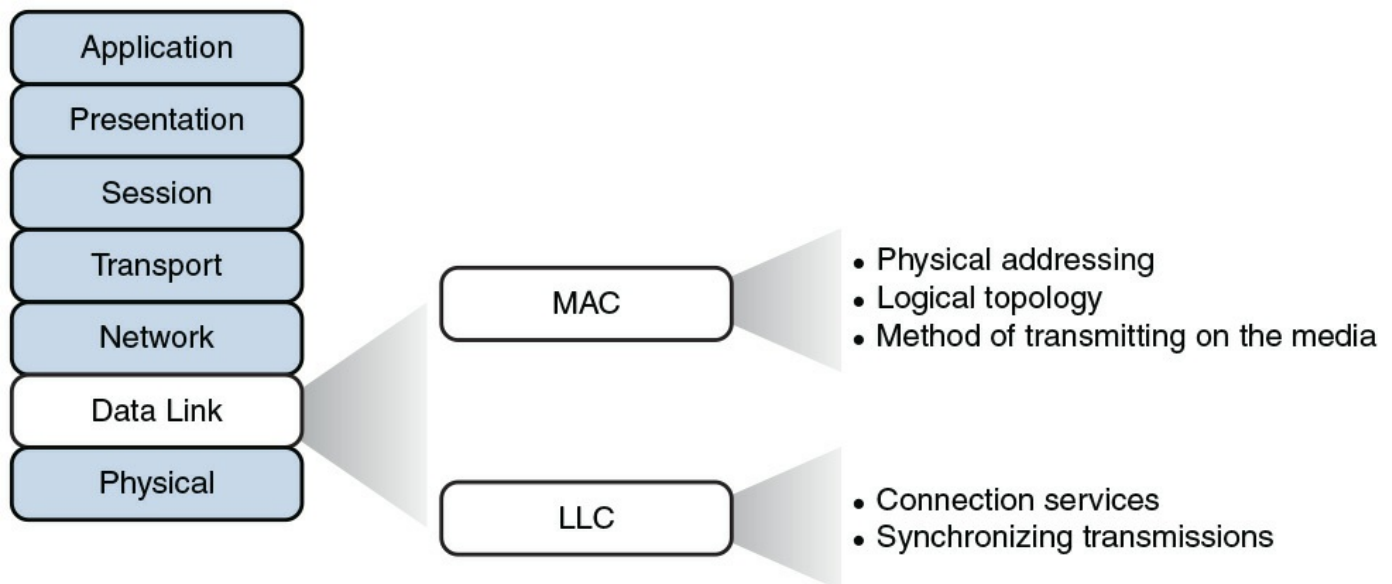 Application
Presentation
Session
Transport
Network
Data Link
Physical
MAC
• Physical addressing
• Logical topology
• Method of transmitting on the media
LLC
• Connection services
• Synchronizing transmissions